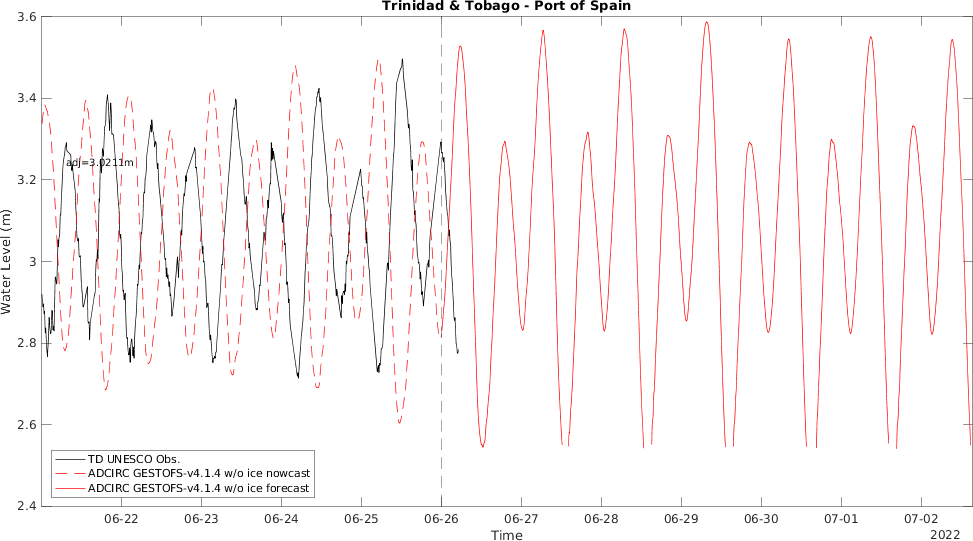 Trinidad & Tobago - Port of Spain
3.6
3.4
3.2
3
2.8
2.6
2.4
Water Level (m)
adj=3.0211m
TD UNESCO Obs.
ADCIRC GESTOFS-v4.1.4 w/o ice nowcast
ADCIRC GESTOFS-v4.1.4 w/o ice forecast
06-22 06-23 06-24 06-25 06-26 06-27 06-28 06-29 06-30 07-01 07-02
Time
2022